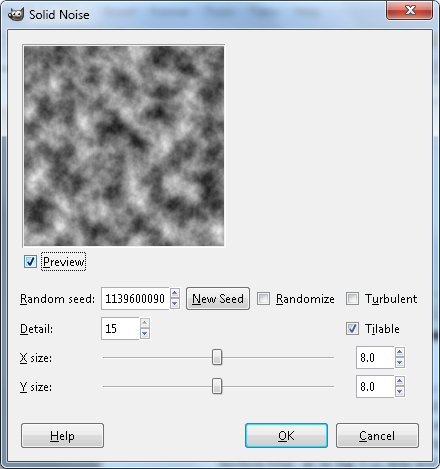 Solid Noise
Preview
Random seed: 1139600090 New Seed Randomize Turbulent
Detail: 15 Tilable
X size: 8.0
Y size: 8.0
Help OK Cancel